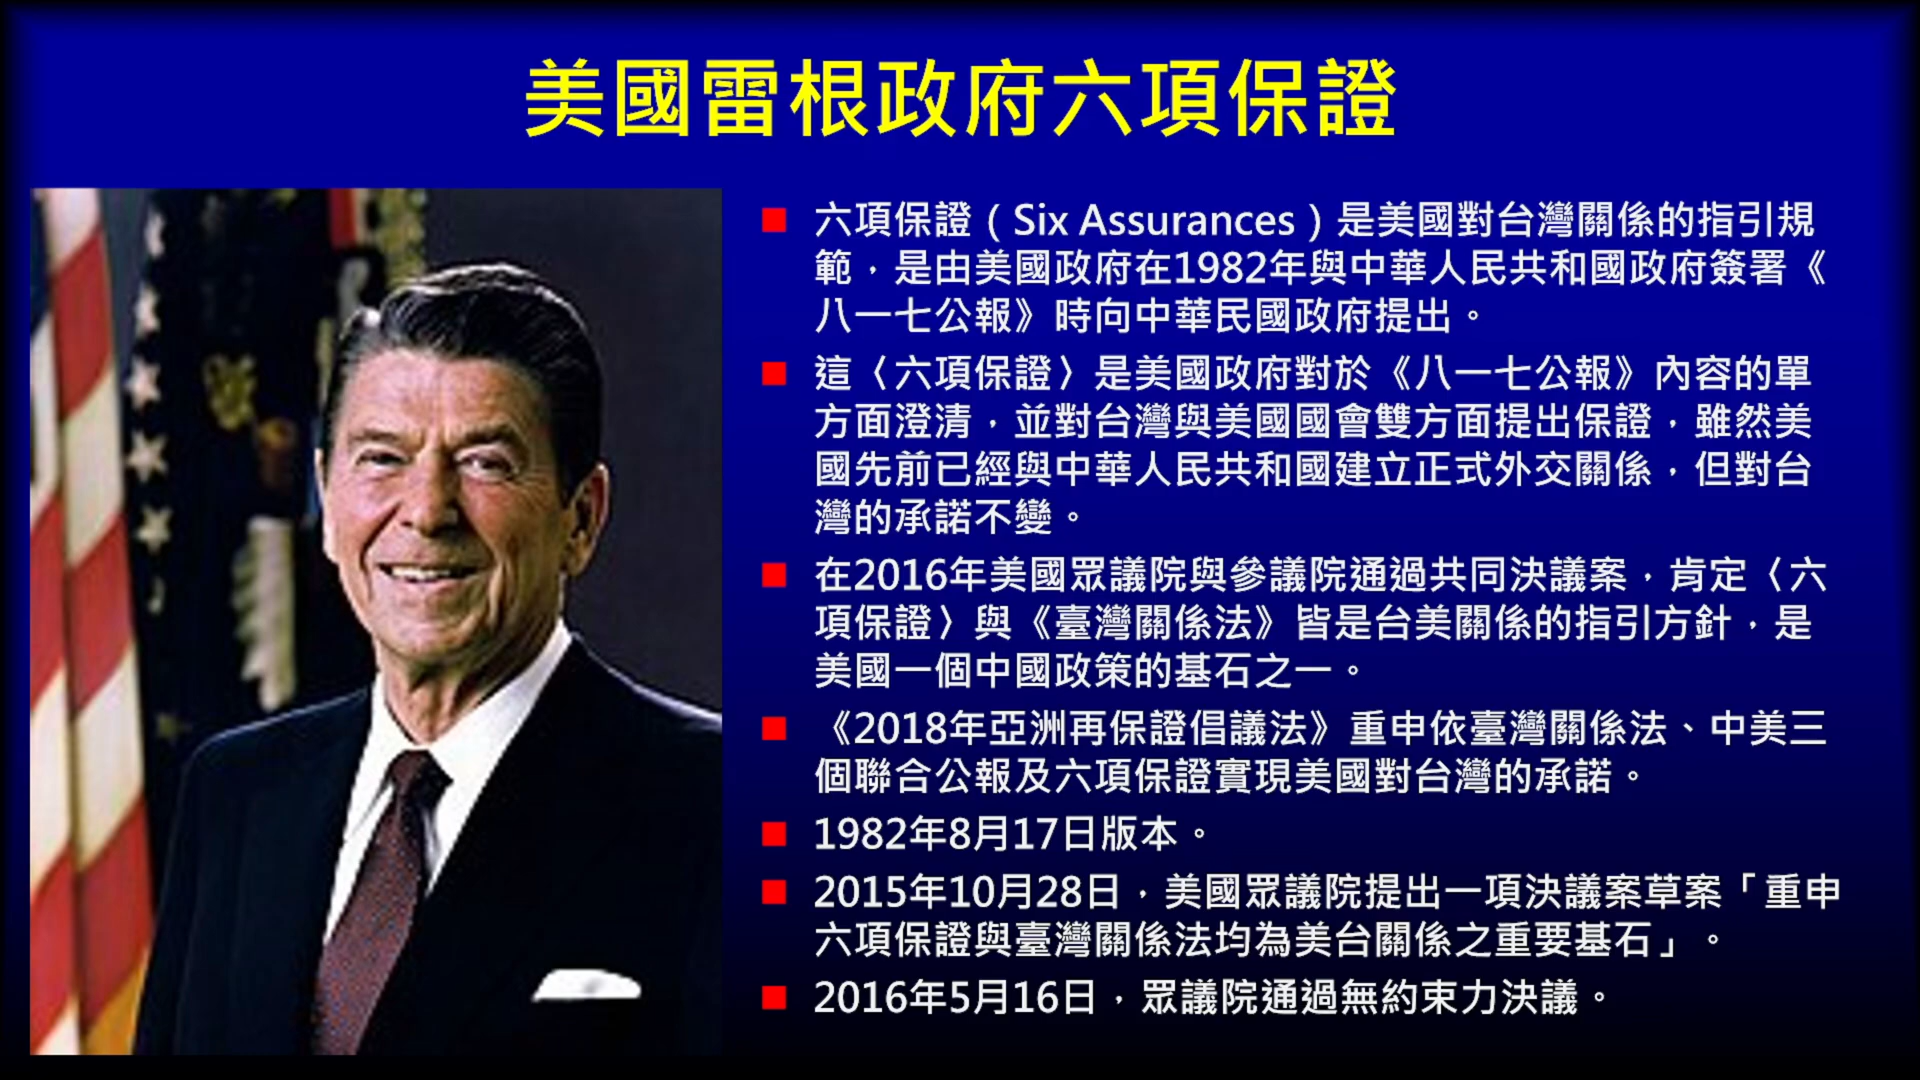 美國雷根政府六項保證
六項保證（Six Assurances）是美國對台灣關係的指引規
範，是由美國政府在1982年與中華人民共和國政府簽署《
八一七公報》時向中華民國政府提出。
這〈六項保證〉是美國政府對於《八一七公報》內容的單
方面澄清，並對台灣與美國國會雙方面提出保證，雖然美
國先前已經與中華人民共和國建立正式外交關係，但對台
灣的承諾不變。
在2016年美國眾議院與參議院通過共同決議案，肯定〈六
項保證〉與《臺灣關係法》皆是台美關係的指引方針，是
美國一個中國政策的基石之一。
《2018年亞洲再保證倡議法》重申依臺灣關係法、中美三
個聯合公報及六項保證實現美國對台灣的承諾。
1982年8月17日版本。
2015年10月28日，美國眾議院提出一項決議案草案「重申
六項保證與臺灣關係法均為美台關係之重要基石」。
2016年5月16日，眾議院通過無約束力決議。